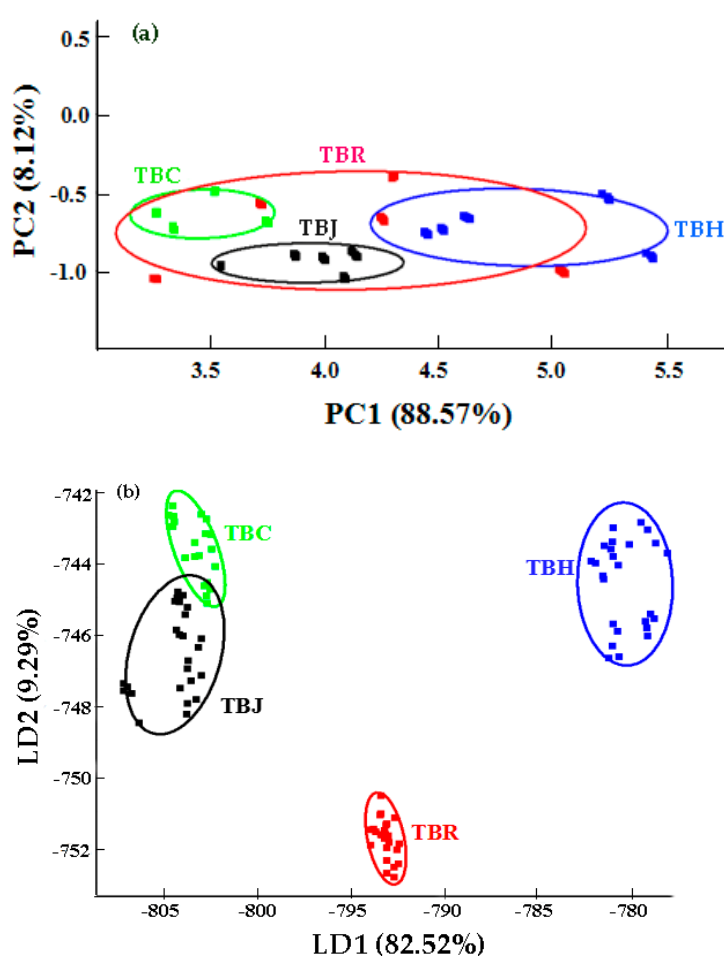 (a)
0.5
0.0
-0.5
-1.0
PC2 (8.12%)
TBR
TBC
TBJ
TBH
3.5 4.0 4.5 5.0 5.5
PC1 (88.57%)
(b)
-742
-744
-746
-748
-750
-752
LD2 (9.29%)
TBC
TBH
TBJ
TBR
-805 -800 -795 -790 -785 -780
LD1 (82.52%)